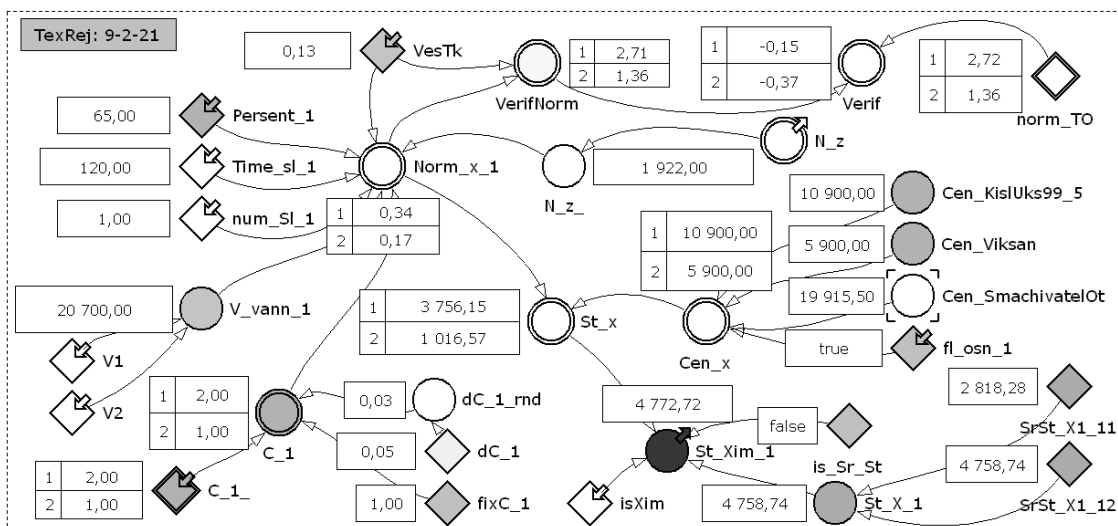 TexRej: 9-2-21
0,13
VesTk
VerifNorm
1 2,71
2 1,36
1 -0,15
2 -0,37
Verif
1 2,72
2 1,36
norm_TO
65,00
Persent_1
120,00
Time_sl_1
1,00
num_Sl_1
Norm_x_1
1 0,34
2 0,17
N_z_
1 922,00
N_z
10 900,00
Cen_KislUks99_5
5 900,00
Cen_Viksan
19 915,50
Cen_SmachivatelOt
true
fl_osn_1
1 10 900,00
2 5 900,00
Cen_x
20 700,00
V_vann_1
V1
V2
1 3 756,15
2 1 016,57
St_x
1 2,00
2 1,00
C_1
1 2,00
2 1,00
C_1_
0,03
dC_1_rnd
0,05
dC_1
1,00
fixC_1
4 772,72
St_Xim_1
false
is_Sr_St
isXim
4 758,74
St_X_1
2 818,28
SrSt_X1_11
4 758,74
SrSt_X1_12